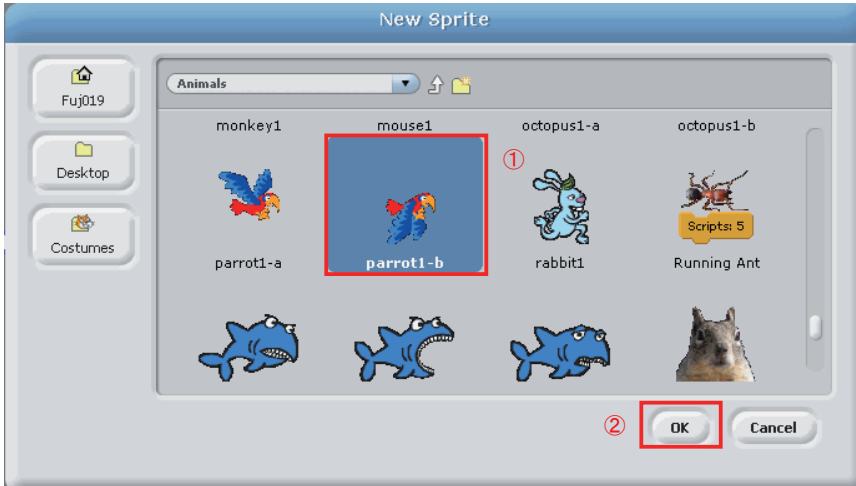 New Sprite
Fuj019
Animals
Desktop
Costumes
monkey1 mouse1 octopus1-a octopus1-b
①
Scripts: 5
parrot1-a parrot1-b rabbit1 Running Ant
② OK Cancel